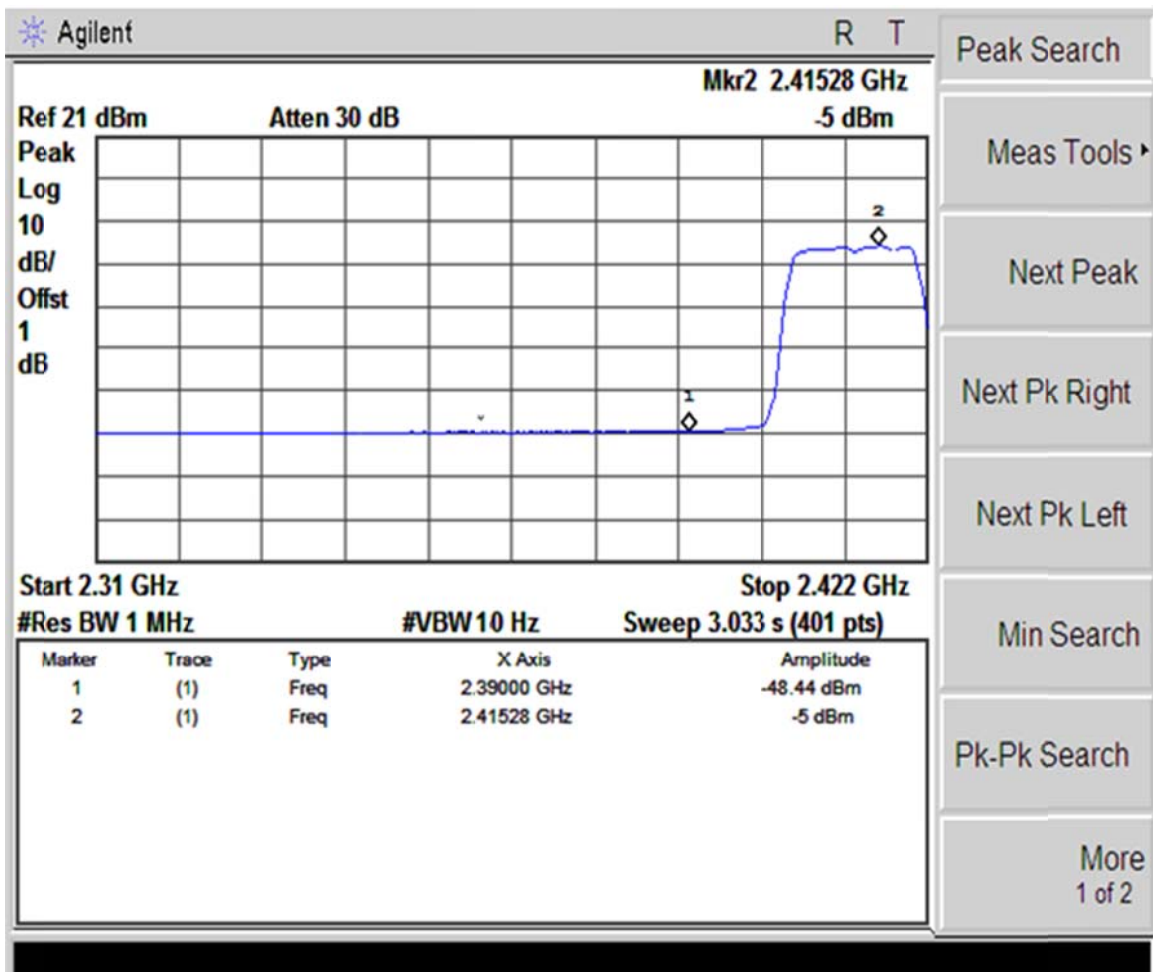 Agilent
R T
Mkr2 2.41528 GHz
Ref 21 dBm Atten 30 dB -5 dBm
Peak
Log
10
dB/
Offst
1
dB
2
1
Start 2.31 GHz Stop 2.422 GHz
#Res BW 1 MHz #VBW 10 Hz Sweep 3.033 s (401 pts)
Marker Trace Type X Axis Amplitude
1 (1) Freq 2.39000 GHz -48.44 dBm
2 (1) Freq 2.41528 GHz -5 dBm
Peak Search
Meas Tools
Next Peak
Next Pk Right
Next Pk Left
Min Search
Pk-Pk Search
More
1 of 2